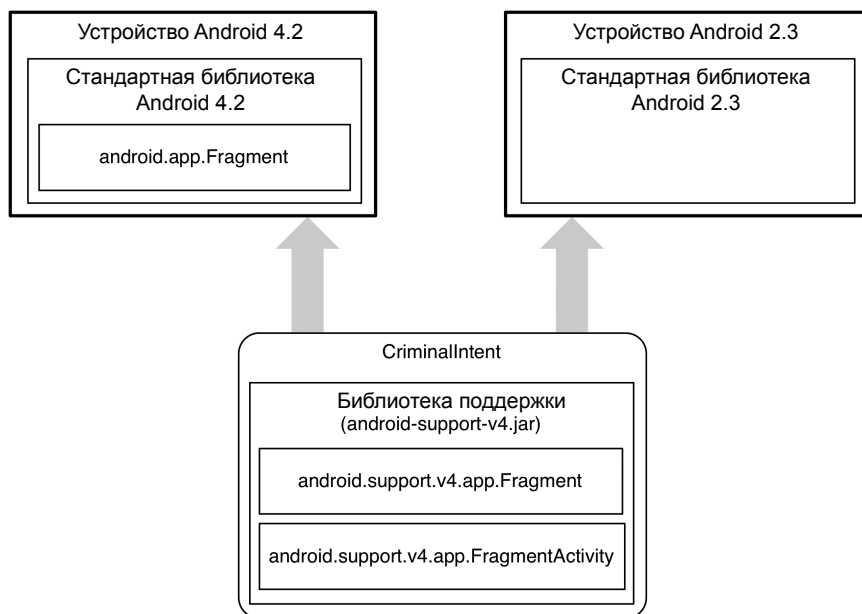 Устройство Android 4.2
Стандартная библиотека
Android 4.2
android.app.Fragment
Устройство Android 2.3
Стандартная библиотека
Android 2.3
CriminalIntent
Библиотека поддержки
(android-support-v4.jar)
android.support.v4.app.Fragment
android.support.v4.app.FragmentActivity